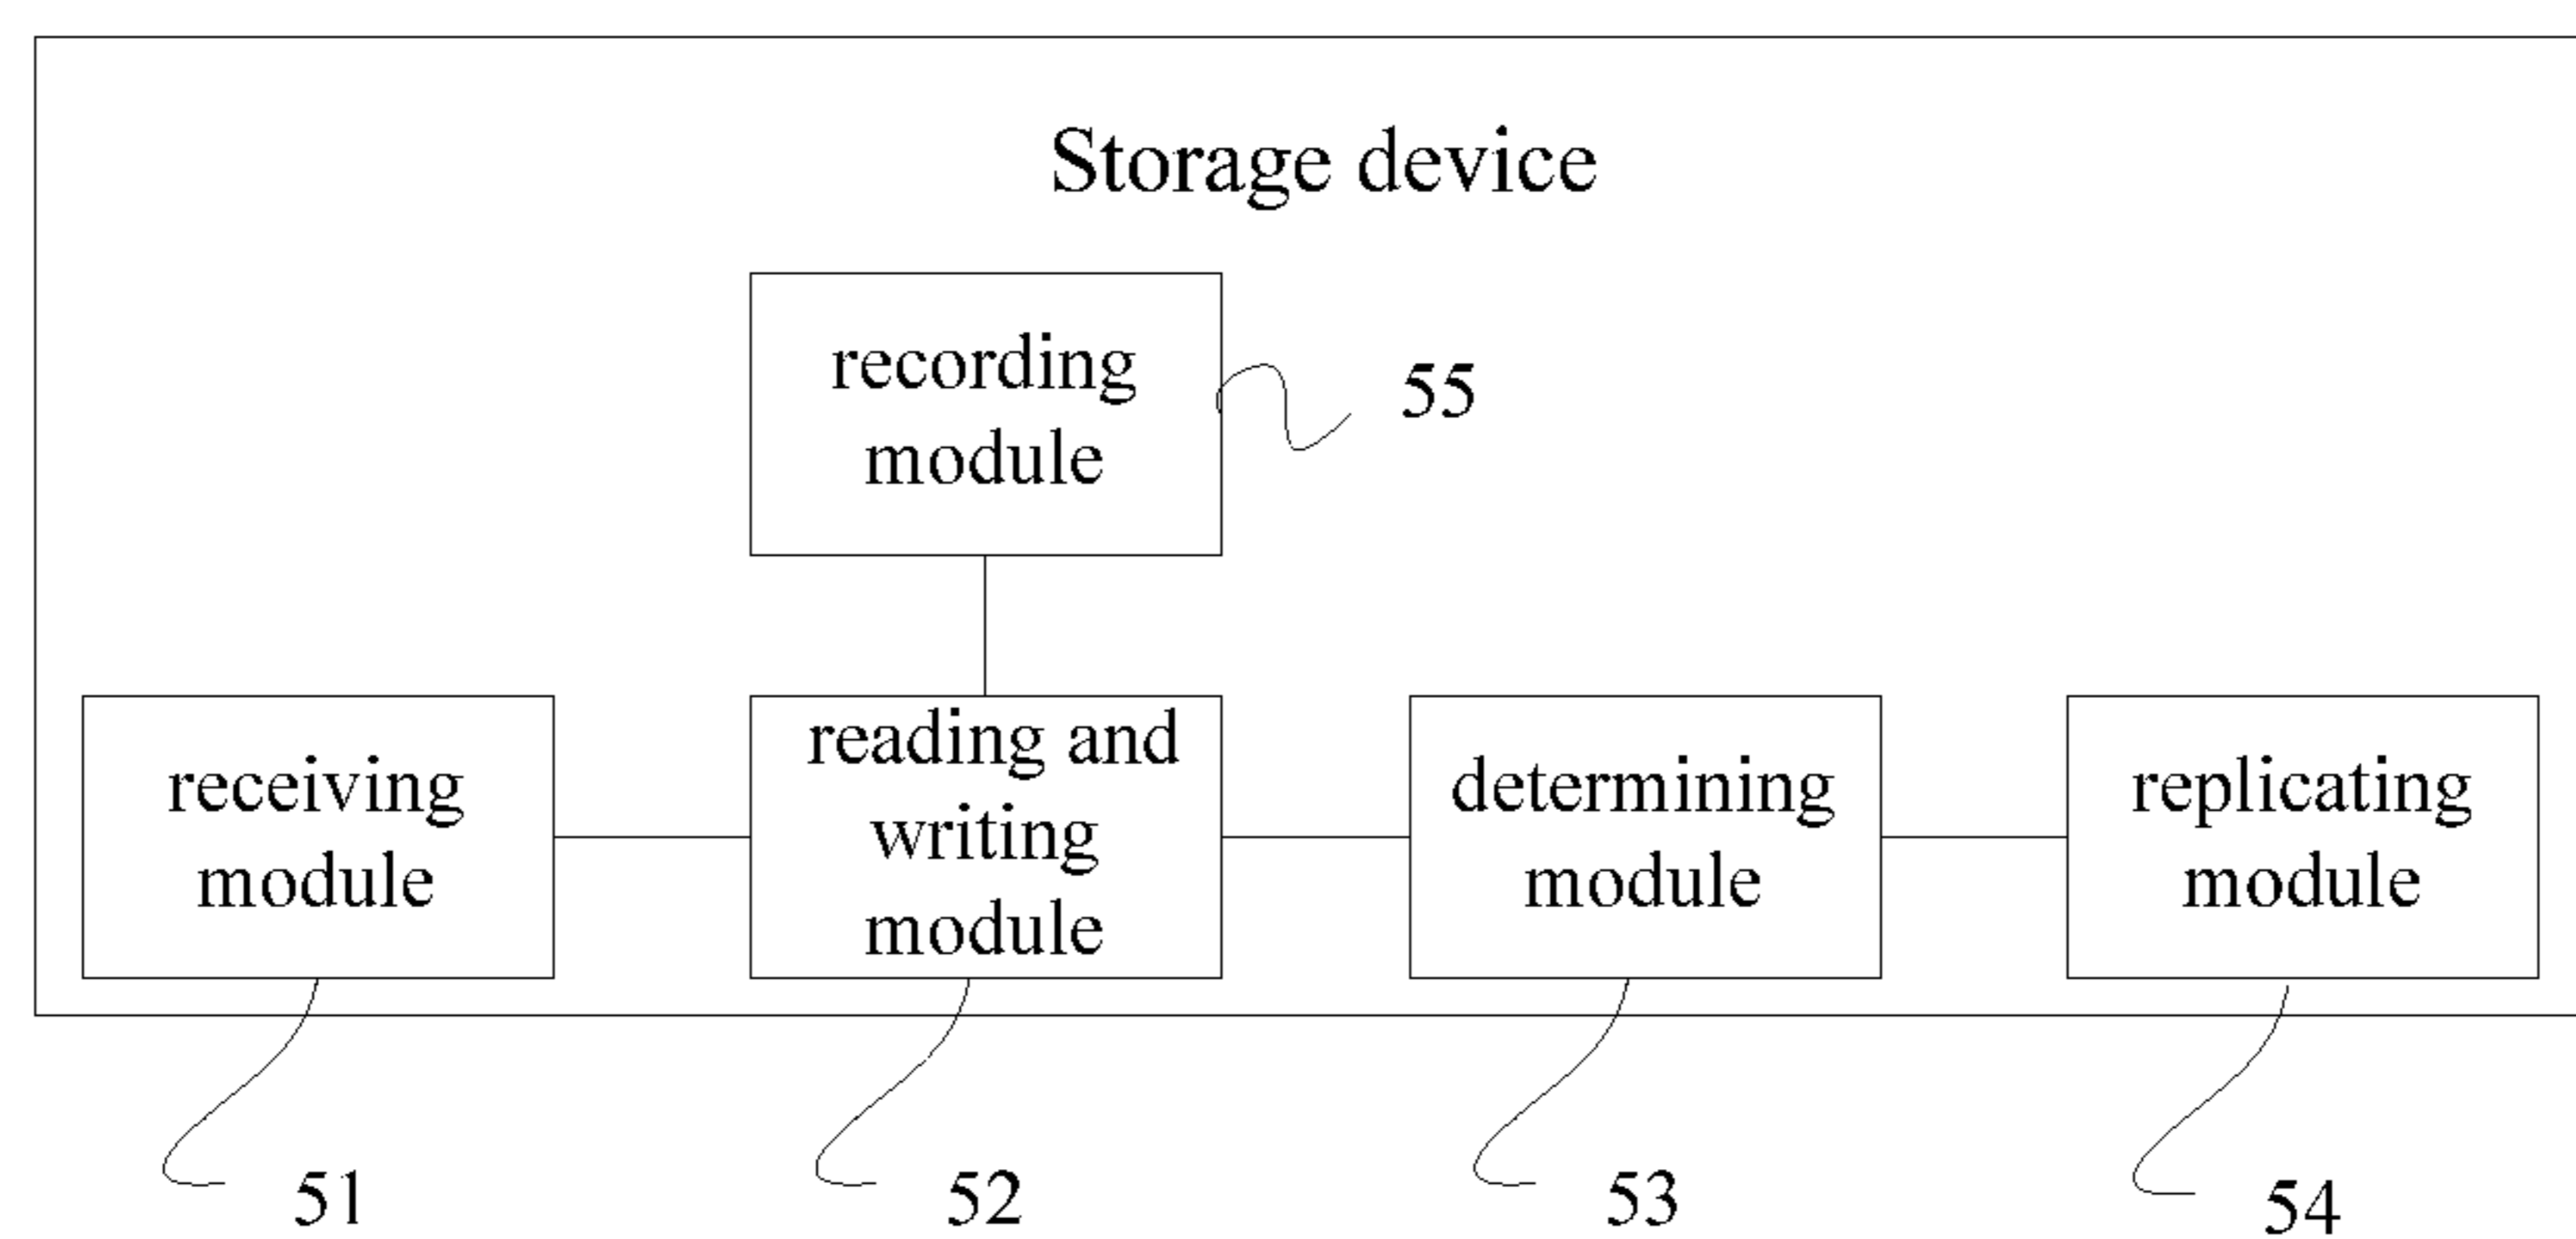 Storage device
recording
module
55
receiving
module
reading and
writing
module
determining
module
replicating
module
51
52
53
54